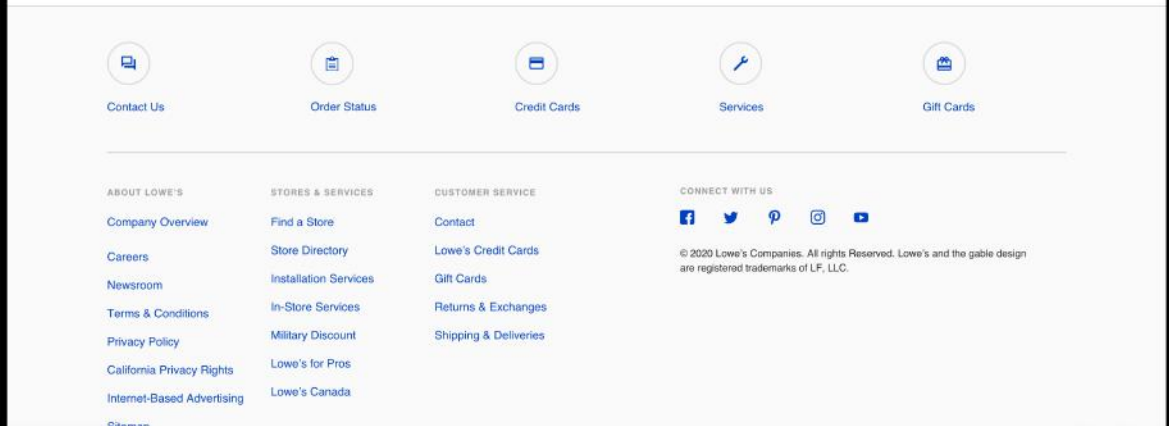 Contact Us
Order Status
Credit Cards
Services
Gift Cards
ABOUT LOWE'S
Company Overview
Careers
Newsroom
Terms & Conditions
Privacy Policy
California Privacy Rights
Internet-Based Advertising
Sitemap
STORES & SERVICES
Find a Store
Store Directory
Installation Services
In-Store Services
Military Discount
Lowe's for Pros
Lowe's Canada
CUSTOMER SERVICE
Contact
Lowe's Credit Cards
Gift Cards
Returns & Exchanges
Shipping & Deliveries
CONNECT WITH US
© 2020 Lowe's Companies. All rights Reserved. Lowe's and the gable design
are registered trademarks of LF, LLC.